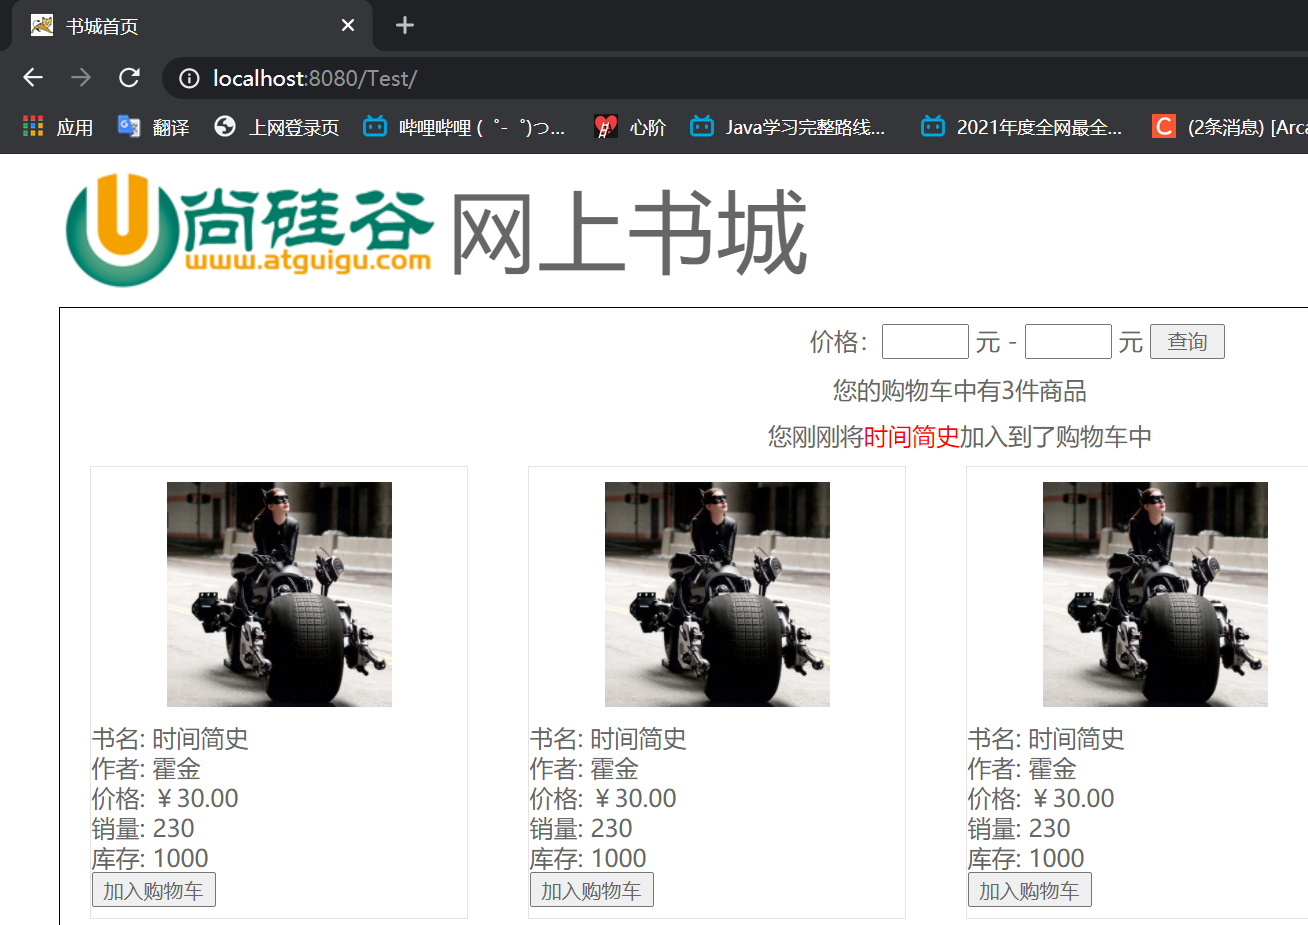 书城首页
localhost:8080/Test/
应用 翻译 上网登录页 哔哩哔哩 (゜-゜)つ... 心阶 Java学习完整路线... 2021年度全网最全... (2条消息) [Arca
尚硅谷 网上书城
www.atguigu.com
价格： 元 - 元 查询
您的购物车中有3件商品
您刚刚将时间简史加入到了购物车中
书名: 时间简史
作者: 霍金
价格: ￥30.00
销量: 230
库存: 1000
加入购物车
书名: 时间简史
作者: 霍金
价格: ￥30.00
销量: 230
库存: 1000
加入购物车
书名: 时间简史
作者: 霍金
价格: ￥30.00
销量: 230
库存: 1000
加入购物车